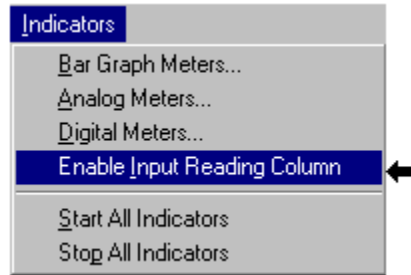 Indicators
Bar Graph Meters...
Analog Meters...
Digital Meters...
Enable Input Reading Column
Start All Indicators
Stop All Indicators